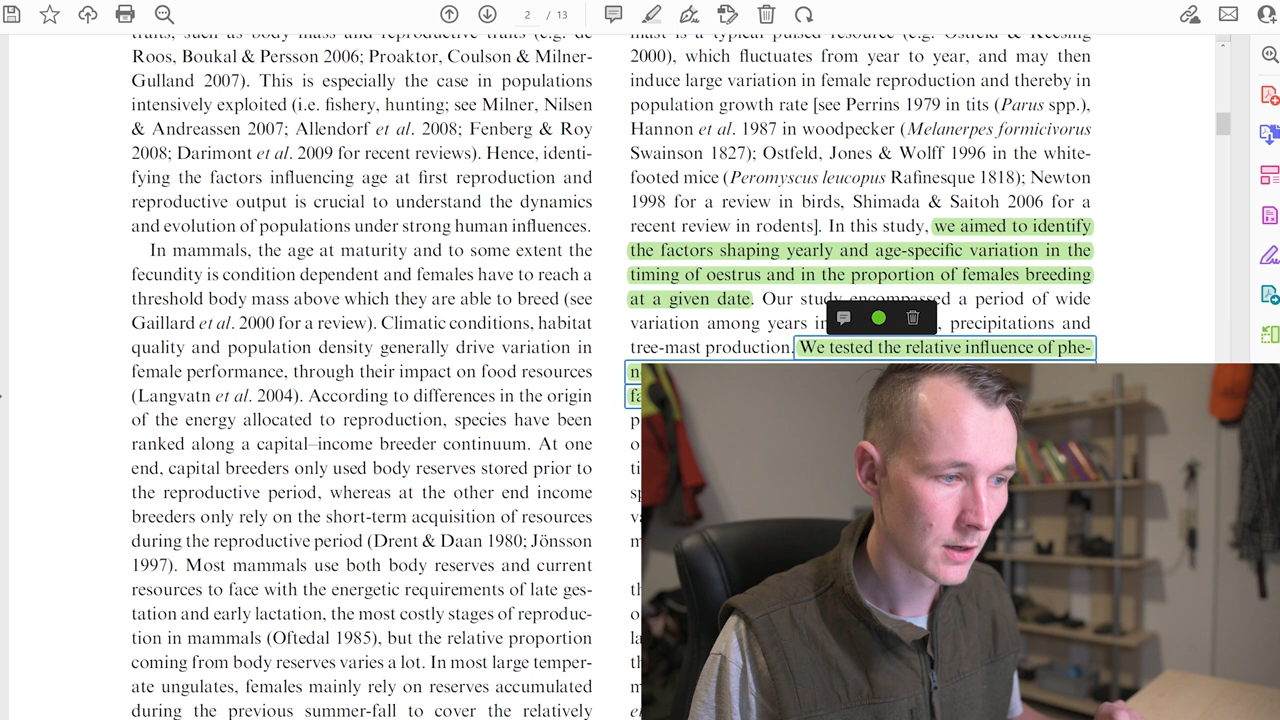 2 / 13
traits, such as body mass and reproductive traits (e.g. de
Roos, Boukal & Persson 2006; Proaktor, Coulson & Milner-
Gulland 2007). This is especially the case in populations
intensively exploited (i.e. fishery, hunting; see Milner, Nilsen
& Andreassen 2007; Allendorf et al. 2008; Fenberg & Roy
2008; Darimont et al. 2009 for recent reviews). Hence, identi-
fying the factors influencing age at first reproduction and
reproductive output is crucial to understand the dynamics
and evolution of populations under strong human influences.
In mammals, the age at maturity and to some extent the
fecundity is condition dependent and females have to reach a
threshold body mass above which they are able to breed (see
Gaillard et al. 2000 for a review). Climatic conditions, habitat
quality and population density generally drive variation in
female performance, through their impact on food resources
(Langvatn et al. 2004). According to differences in the origin
of the energy allocated to reproduction, species have been
ranked along a capital–income breeder continuum. At one
end, capital breeders only used body reserves stored prior to
the reproductive period, whereas at the other end income
breeders only rely on the short-term acquisition of resources
during the reproductive period (Drent & Daan 1980; Jönsson
1997). Most mammals use both body reserves and current
resources to face with the energetic requirements of late ges-
tation and early lactation, the most costly stages of reproduc-
tion in mammals (Oftedal 1985), but the relative proportion
coming from body reserves varies a lot. In most large temper-
ate ungulates, females mainly rely on reserves accumulated
during the previous summer-fall to cover the relatively
mast is a typical pulsed resource (e.g. Ostfeld & Keesing
2000), which fluctuates from year to year, and may then
induce large variation in female reproduction and thereby in
population growth rate [see Perrins 1979 in tits (Parus spp.),
Hannon et al. 1987 in woodpecker (Melanerpes formicivorus
Swainson 1827); Ostfeld, Jones & Wolff 1996 in the white-
footed mice (Peromyscus leucopus Rafinesque 1818); Newton
1998 for a review in birds, Shimada & Saitoh 2006 for a
recent review in rodents]. In this study, we aimed to identify
the factors shaping yearly and age-specific variation in the
timing of oestrus and in the proportion of females breeding
at a given date. Our study encompassed a period of wide
variation among years in , precipitations and
tree-mast production. We tested the relative influence of phe-